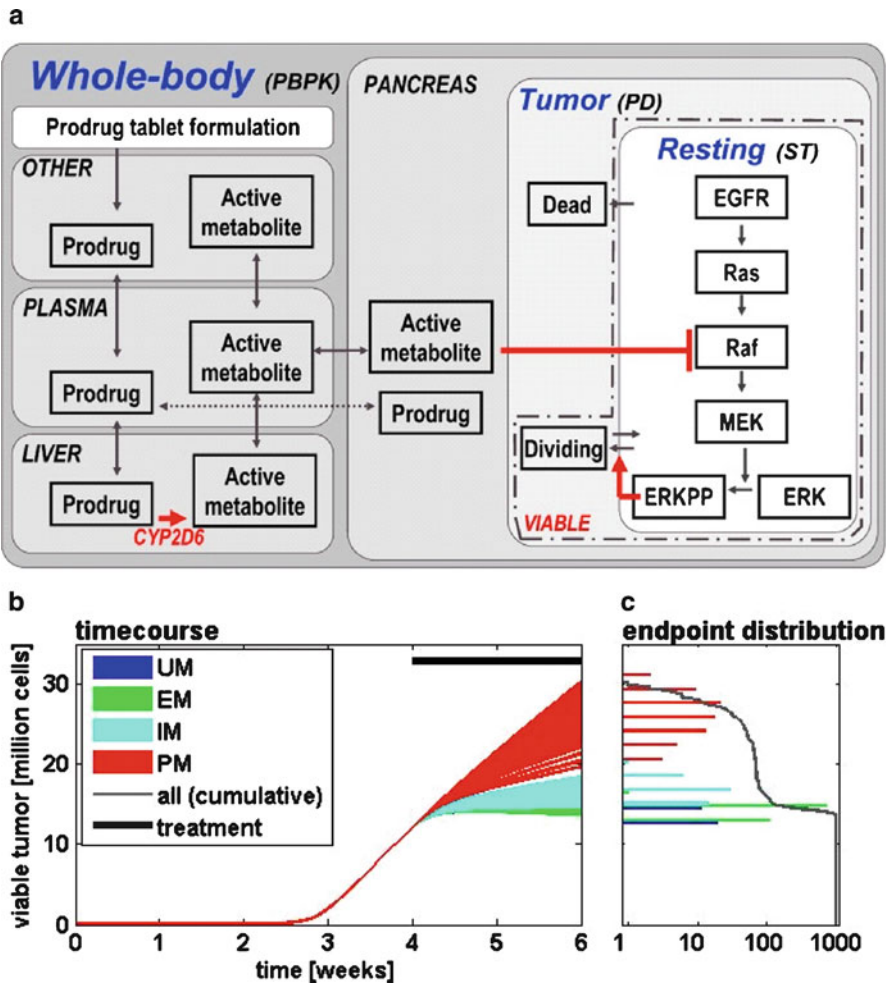 a
Whole-body (PBPK)
Prodrug tablet formulation
OTHER
Active
metabolite
Prodrug
PLASMA
Active
metabolite
Prodrug
LIVER
Active
metabolite
Prodrug
CYP2D6
PANCREAS
Active
metabolite
Prodrug
Tumor (PD)
Dead
Dividing
VIABLE
Resting (ST)
EGFR
Ras
Raf
MEK
ERKPP
ERK
b
timecourse
viable tumor [million cells]
30
20
10
0
UM
EM
IM
PM
all (cumulative)
treatment
0 1 2 3 4 5 6
time [weeks]
c
endpoint distribution
1 10 100 1000